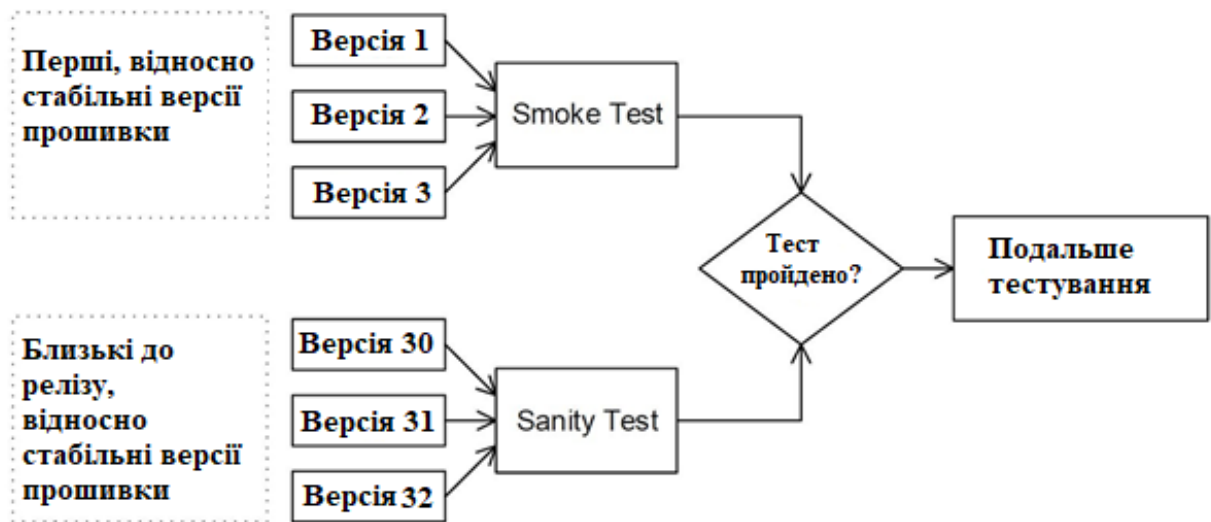 Перші, відносно
стабільні версії
прошивки
Версія 1
Версія 2
Версія 3
Smoke Test
Тест
пройдено?
Подальше
тестування
Близькі до
релізу,
відносно
стабільні версії
прошивки
Версія 30
Версія 31
Версія 32
Sanity Test